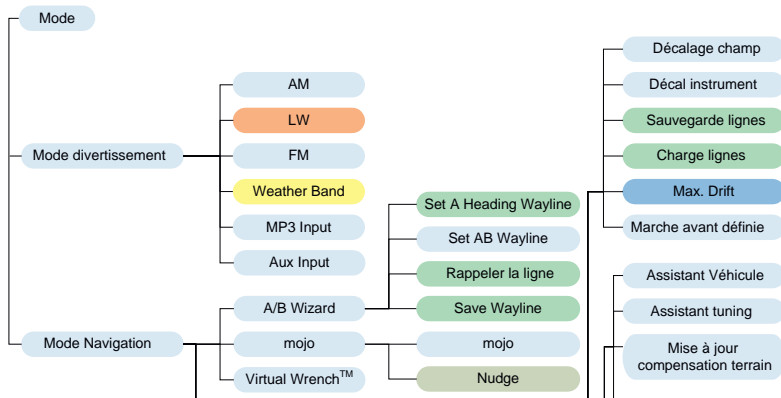 Mode
Mode divertissement
AM
LW
FM
Weather Band
MP3 Input
Aux Input
Mode Navigation
A/B Wizard
mojo
Virtual Wrench™
Set A Heading Wayline
Set AB Wayline
Rappeler la ligne
Save Wayline
mojo
Nudge
Décalage champ
Décal instrument
Sauvegarde lignes
Charge lignes
Max. Drift
Marche avant définie
Assistant Véhicule
Assistant tuning
Mise à jour
compensation terrain